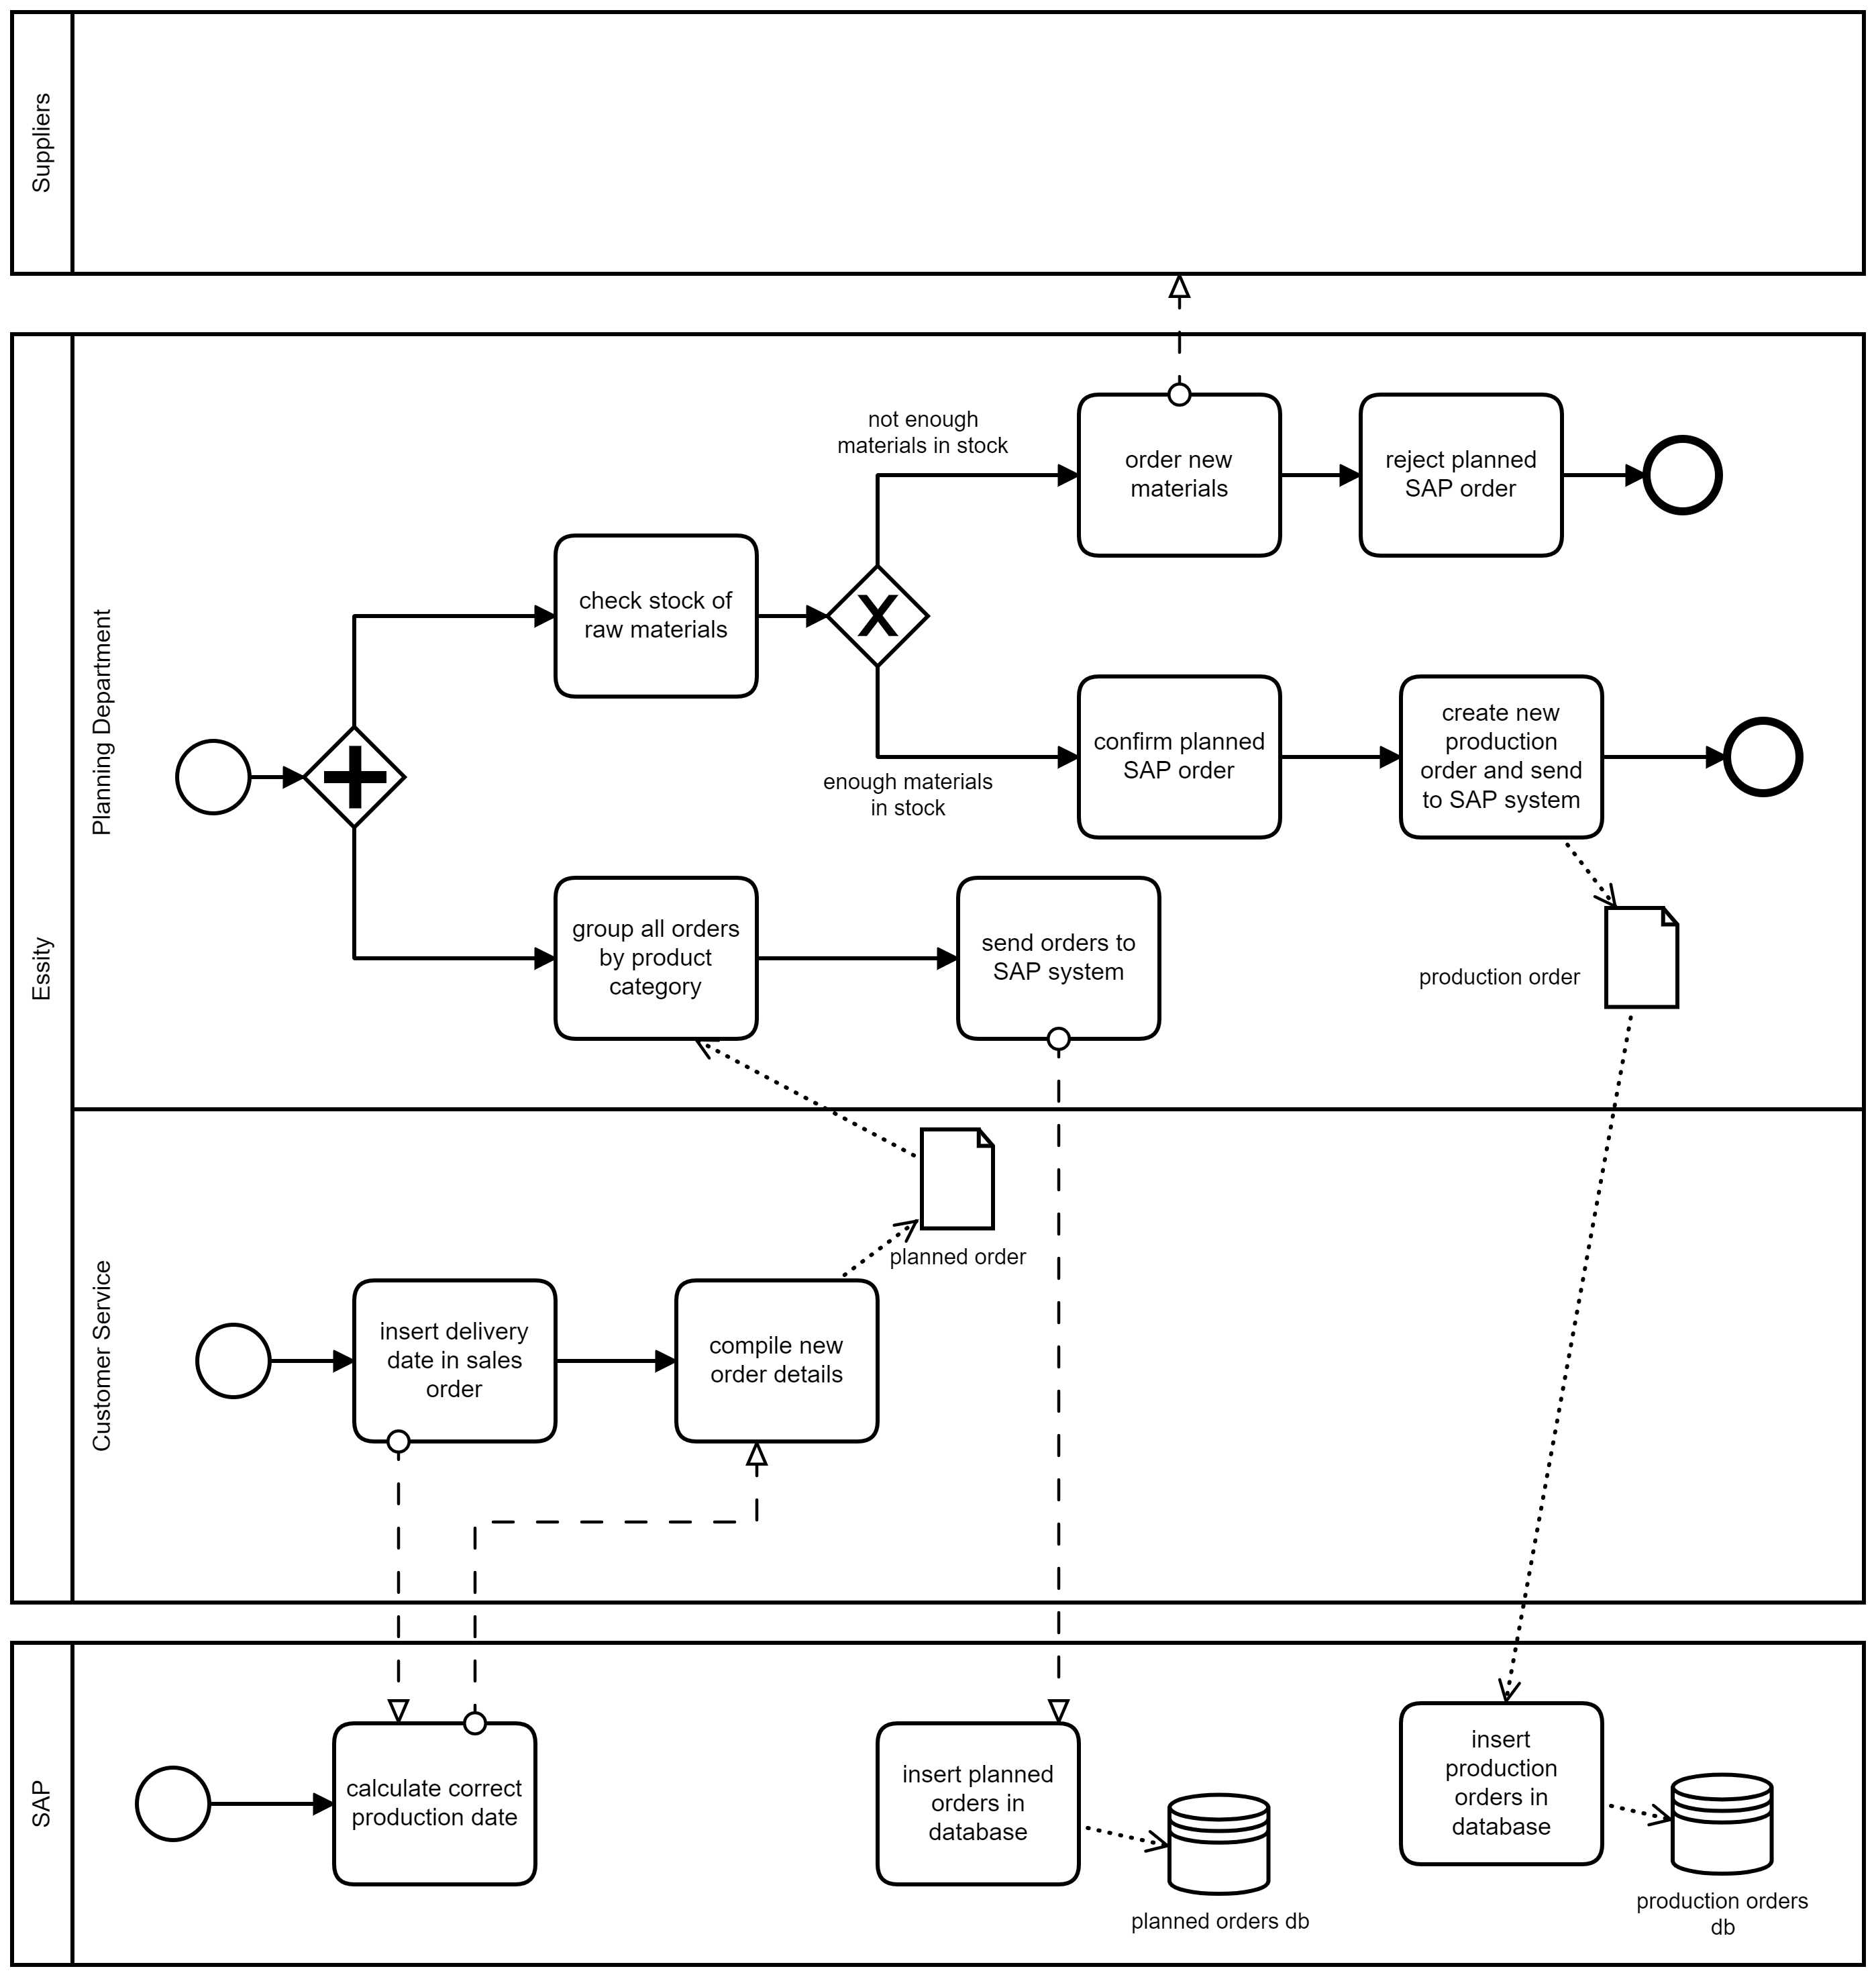 Suppliers
not enough
materials in stock
order new
materials
reject planned
SAP order
check stock of
raw materials
Planning Department
X
confirm planned
SAP order
create new
production
order and send
to SAP system
enough materials
in stock
group all orders
by product
category
send orders to
SAP system
production order
Essity
planned order
Customer Service
insert delivery
date in sales
order
compile new
order details
SAP
calculate correct
production date
insert planned
orders in
database
planned orders db
insert
production
orders in
database
production orders
db